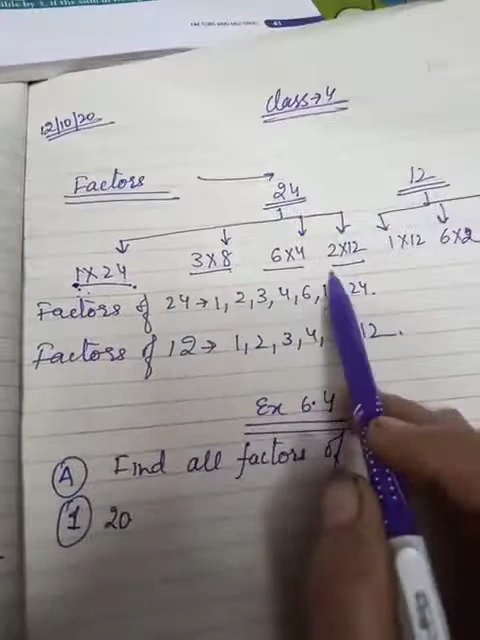 FACTORS AND MULTIPLES 41
Class→4
12/10/20
Factors → 24 12
1×24 3×8 6×4 2×12 1×12 6×2
Factors of 24→1, 2, 3, 4, 6, 24.
Factors of 12→ 1, 2, 3, 4, 12.
Ex 6.4
A Find all factors of
1 20